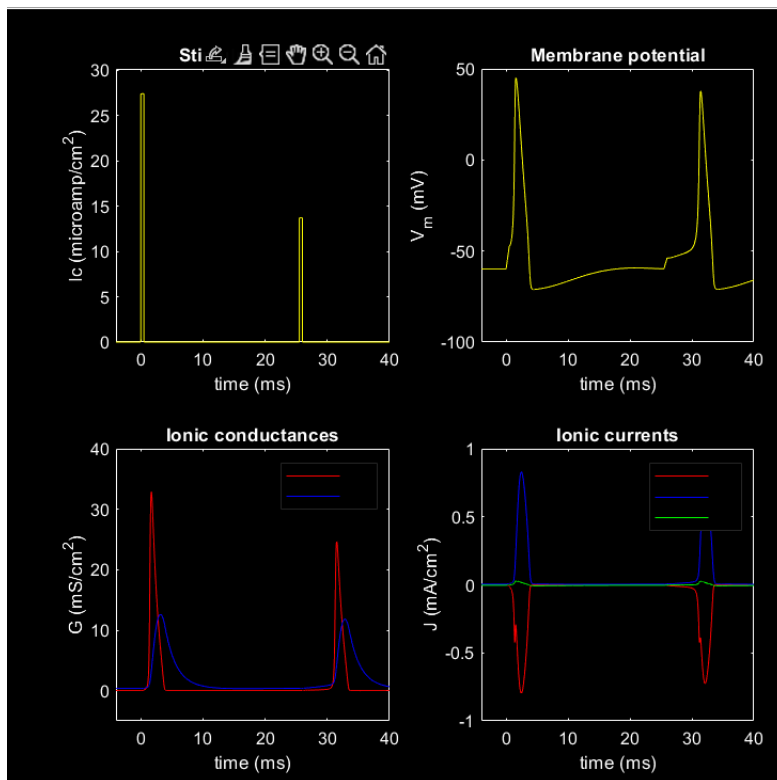 Sti
30
25
20
15
10
5
0
Ic (microamp/cm²)
0 10 20 30 40
time (ms)
Membrane potential
50
0
-50
-100
V_m (mV)
0 10 20 30 40
time (ms)
Ionic conductances
40
30
20
10
0
G (mS/cm²)
0 10 20 30 40
time (ms)
Ionic currents
1
0.5
0
-0.5
-1
J (mA/cm²)
0 10 20 30 40
time (ms)